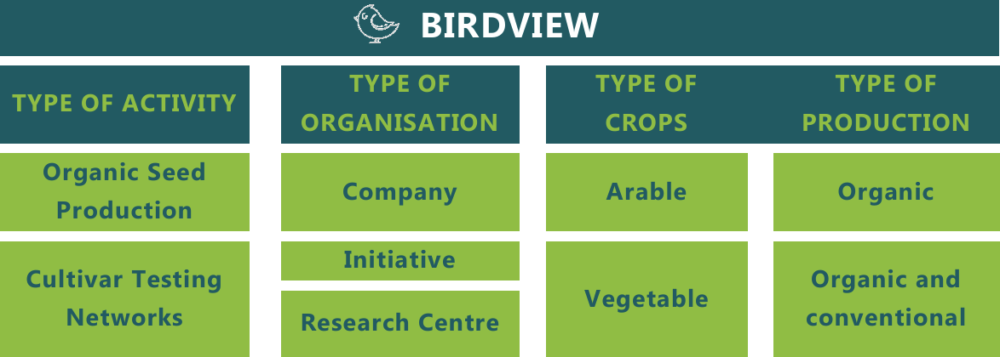 BIRDVIEW
TYPE OF ACTIVITY
TYPE OF
ORGANISATION
TYPE OF
CROPS
TYPE OF
PRODUCTION
Organic Seed
Production
Company
Arable
Organic
Cultivar Testing
Networks
Initiative
Research Centre
Vegetable
Organic and
conventional